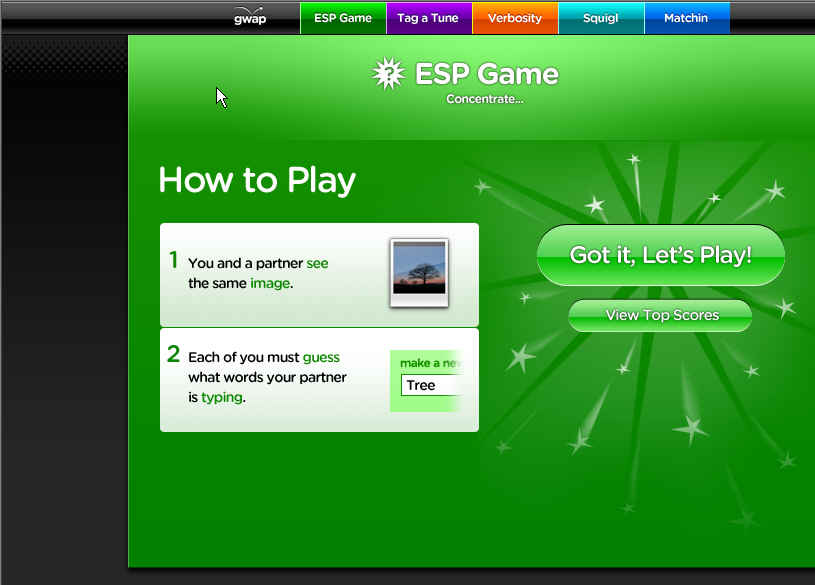 gwap
ESP Game
Tag a Tune
Verbosity
Squigl
Matchin
?
ESP Game
Concentrate...
How to Play
1
You and a partner see
the same image.
2
Each of you must guess
what words your partner
is typing.
make a new
Tree
Got it, Let's Play!
View Top Scores